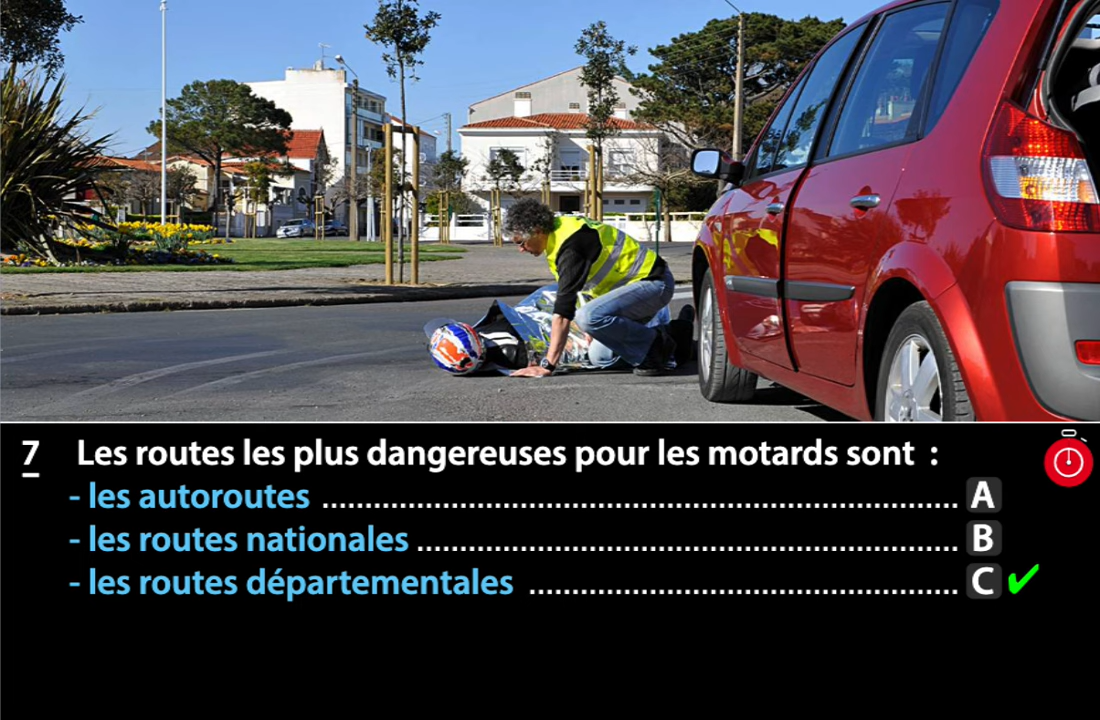 7 Les routes les plus dangereuses pour les motards sont :
- les autoroutes ........................................................................... A
- les routes nationales ................................................................ B
- les routes départementales ................................................... C ✔